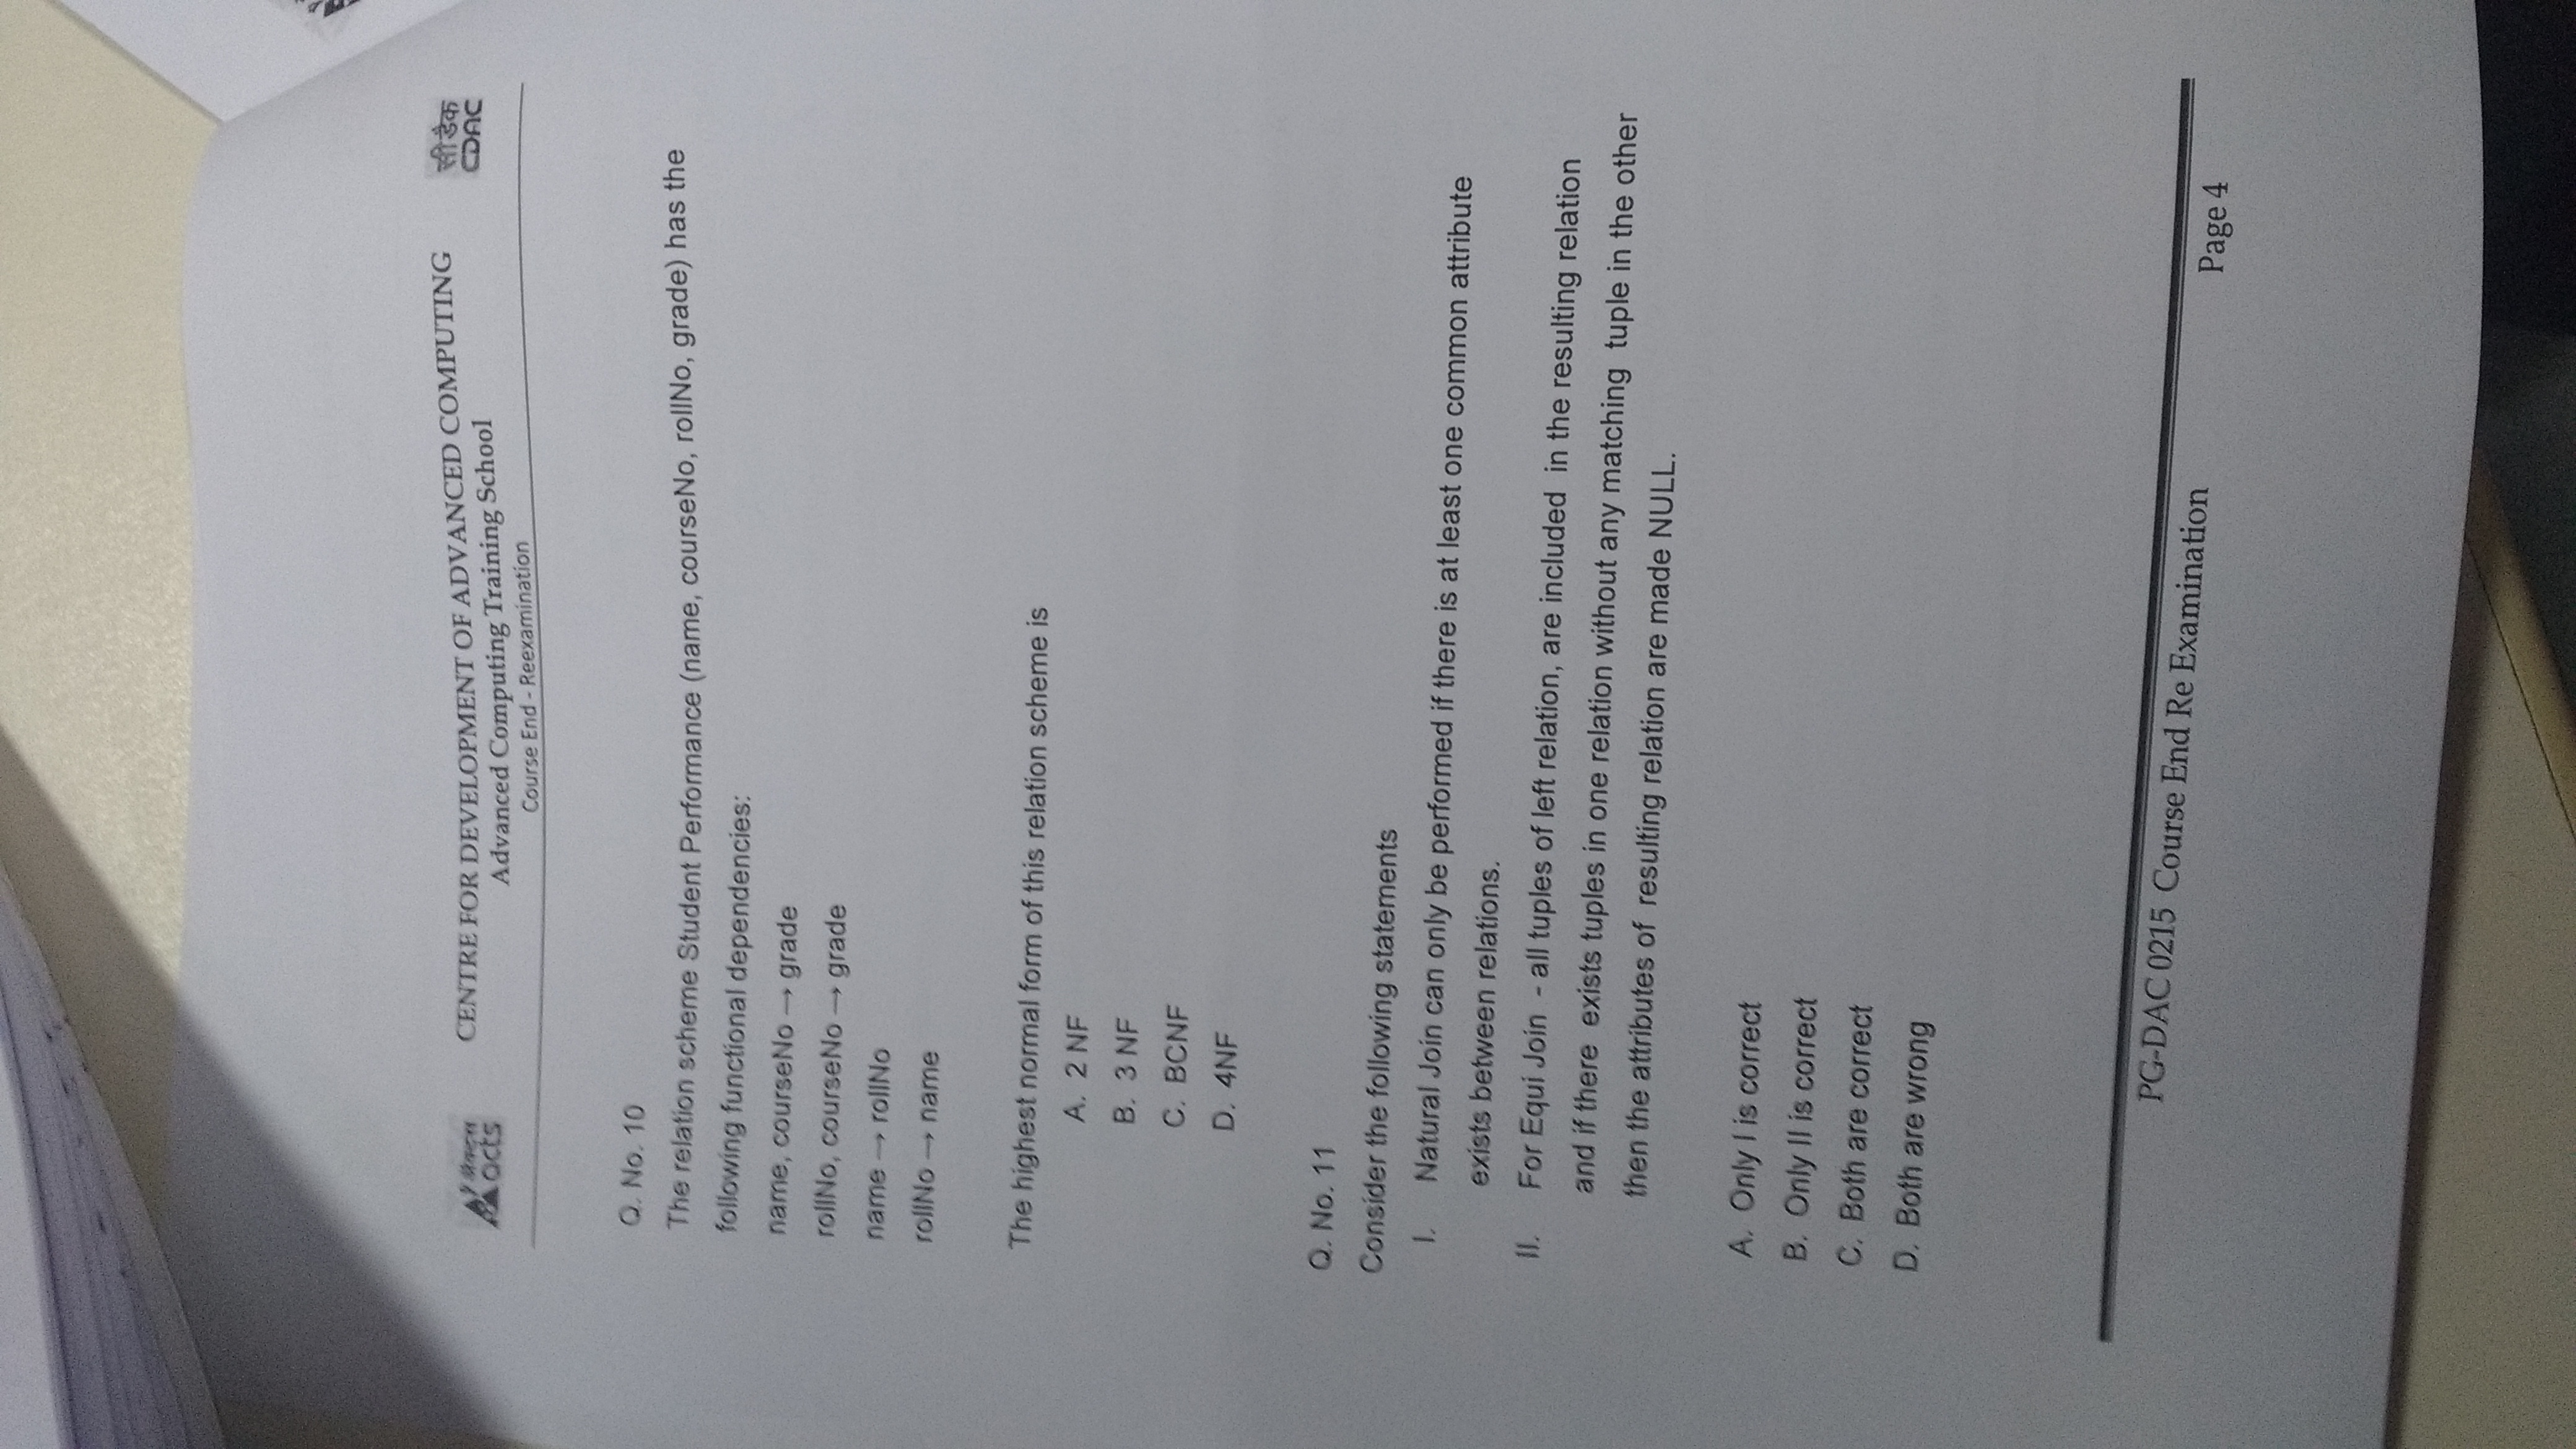 CENTRE FOR DEVELOPMENT OF ADVANCED COMPUTING
Advanced Computing Training School
Course End - Reexamination
acts
सी डैक
CDAC
Q. No. 10
The relation scheme Student Performance (name, courseNo, rollNo, grade) has the
following functional dependencies:
name, courseNo → grade
rollNo, courseNo → grade
name → rollNo
rollNo → name
The highest normal form of this relation scheme is
A. 2 NF
B. 3 NF
C. BCNF
D. 4NF
Q. No. 11
Consider the following statements
I. Natural Join can only be performed if there is at least one common attribute
exists between relations.
II. For Equi Join - all tuples of left relation, are included in the resulting relation
and if there exists tuples in one relation without any matching tuple in the other
then the attributes of resulting relation are made NULL.
A. Only I is correct
B. Only II is correct
C. Both are correct
D. Both are wrong
PG-DAC 0215 Course End Re Examination Page 4